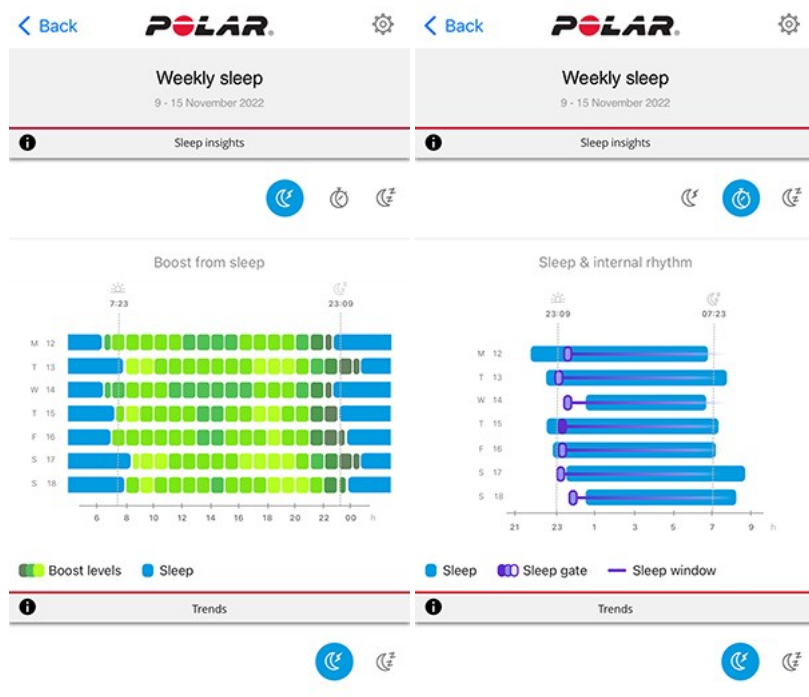 Back
POLAR
Weekly sleep
9 - 15 November 2022
Sleep insights
Boost from sleep
7:23 23:09
M 12
T 13
W 14
T 15
F 16
S 17
S 18
6 8 10 12 14 16 18 20 22 00 h
Boost levels Sleep
Trends
Back
POLAR
Weekly sleep
9 - 15 November 2022
Sleep insights
Sleep & internal rhythm
23:09 07:23
M 12
T 13
W 14
T 15
F 16
S 17
S 18
21 23 1 3 5 7 9 h
Sleep Sleep gate Sleep window
Trends